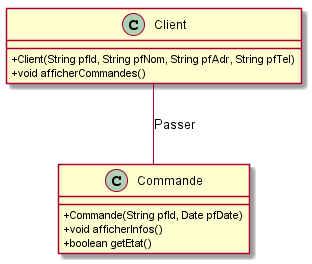 C Client
+Client(String pfId, String pfNom, String pfAdr, String pfTel)
+void afficherCommandes()
Passer
C Commande
+Commande(String pfId, Date pfDate)
+void afficherInfos()
+boolean getEtat()